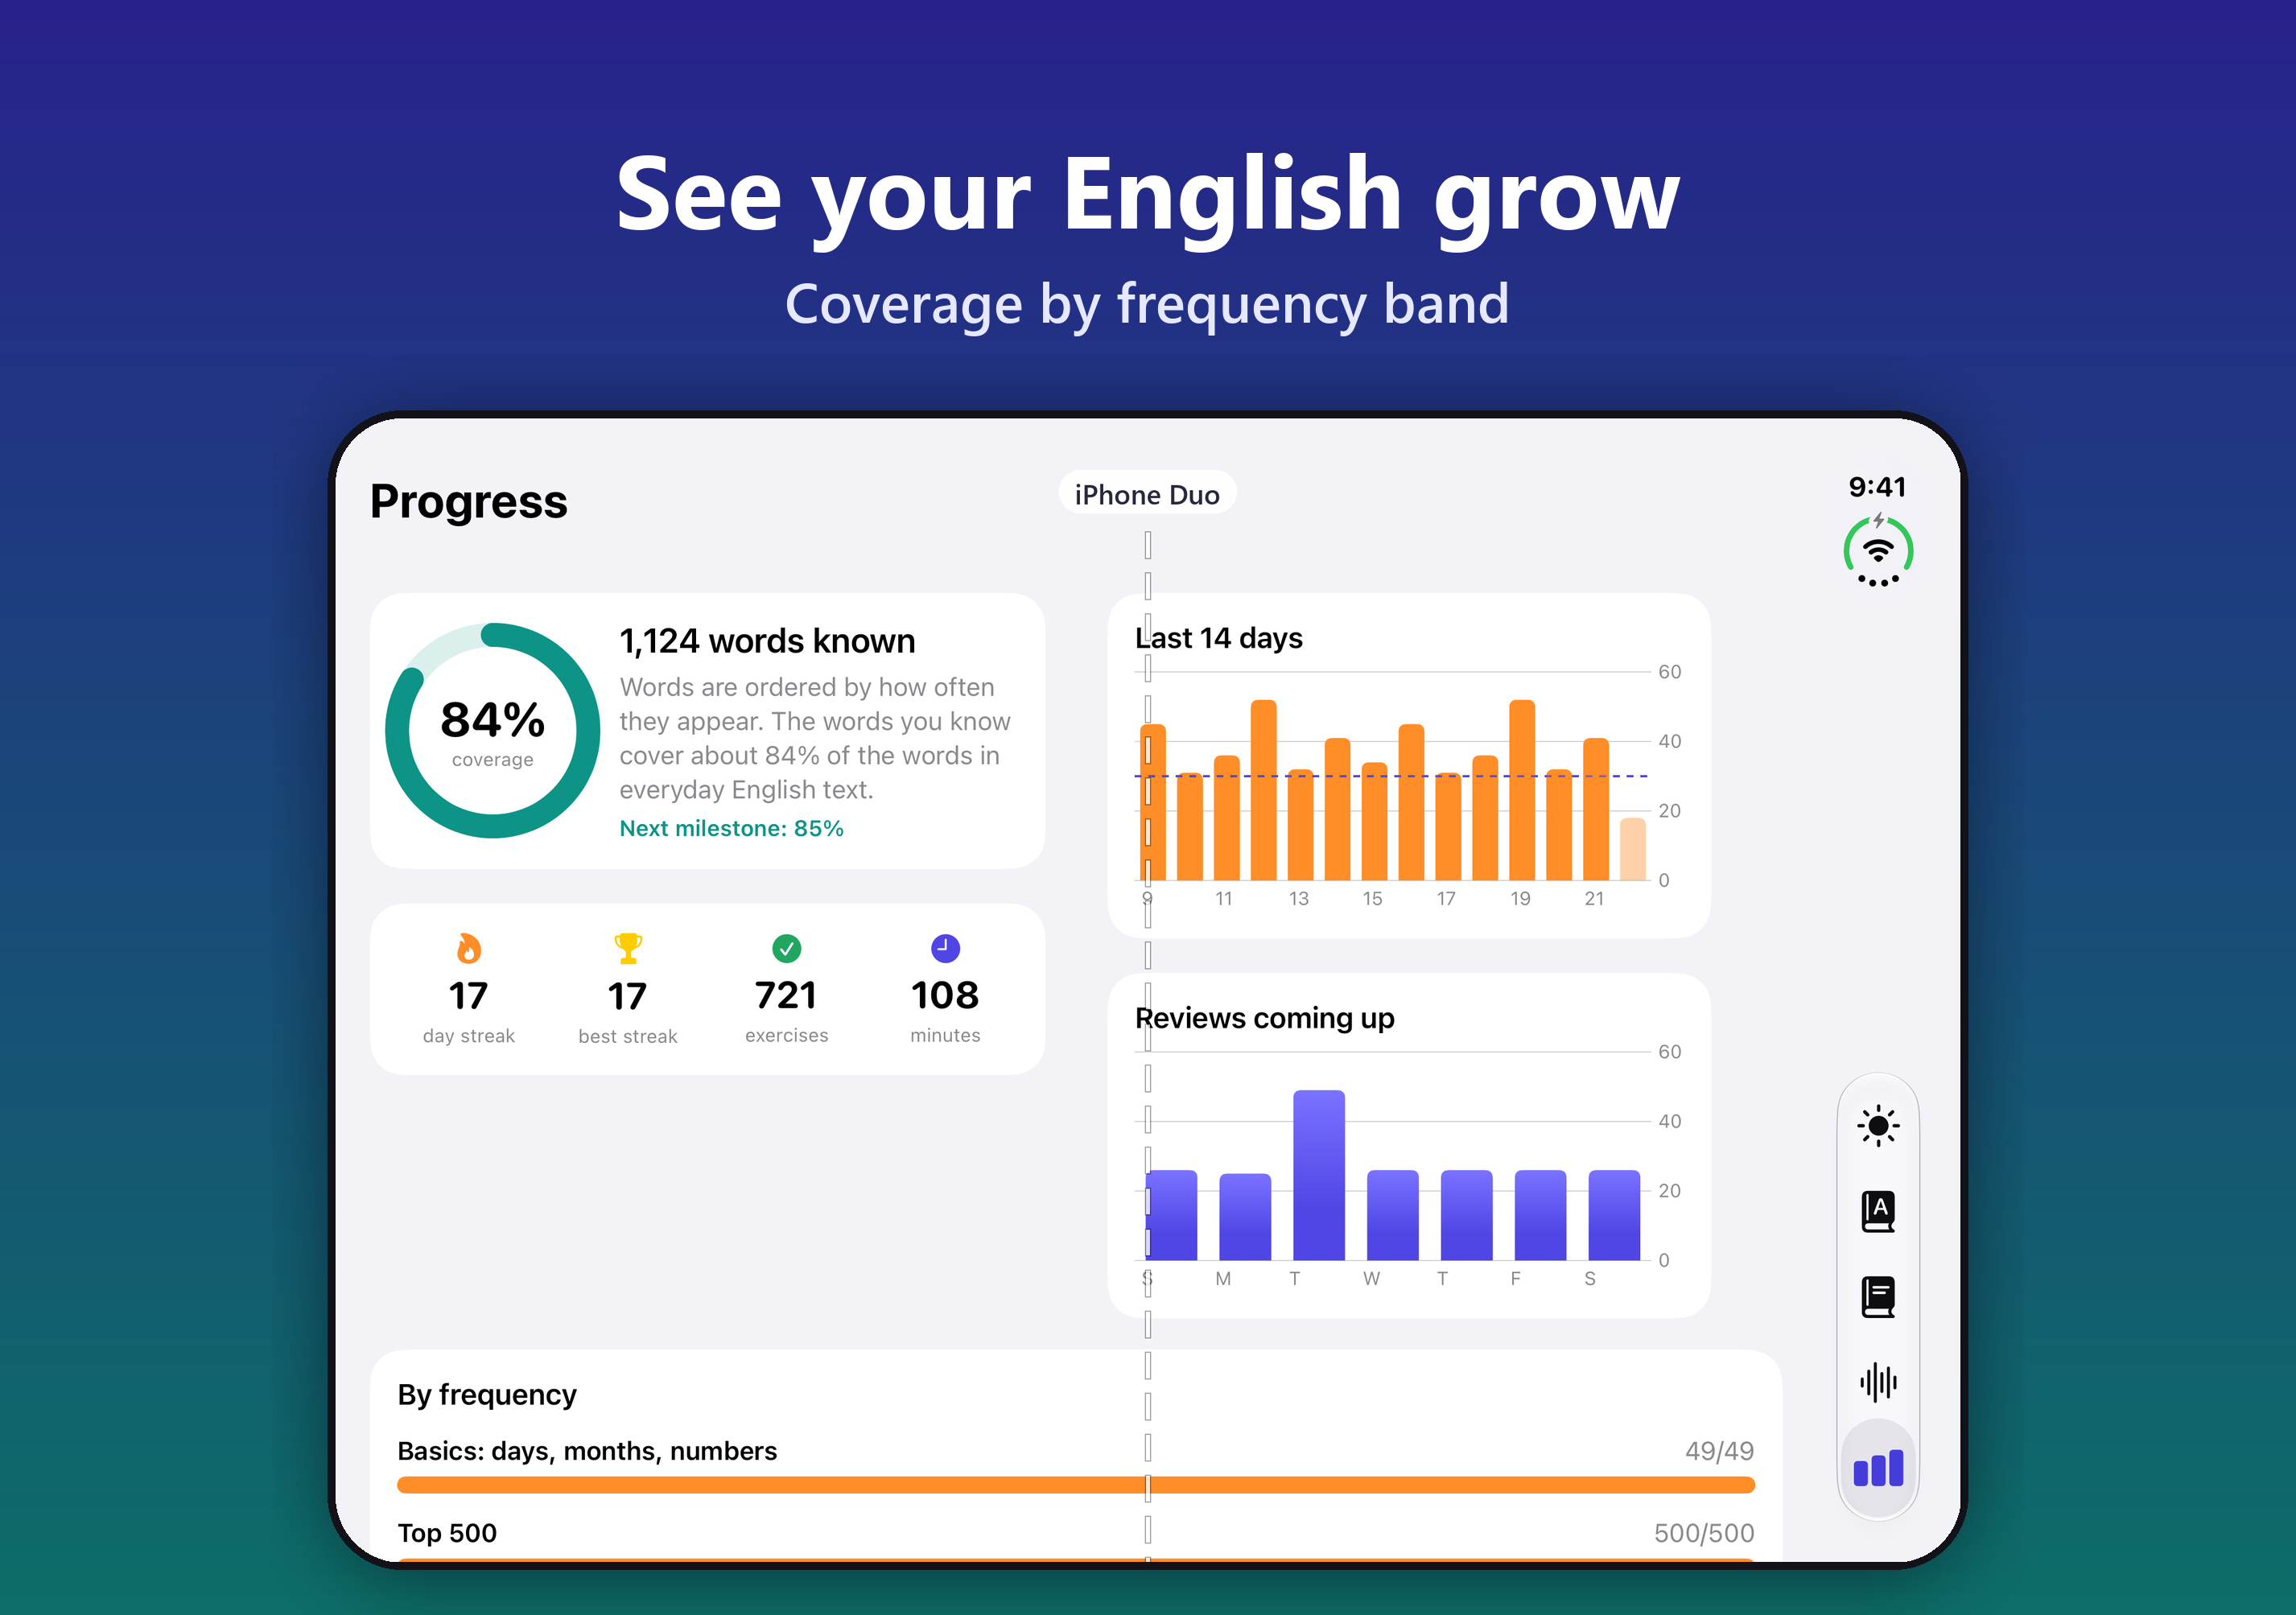 See your English grow
Coverage by frequency band
Progress
iPhone Duo
9:41
84%
coverage
1,124 words known
Words are ordered by how often
they appear. The words you know
cover about 84% of the words in
everyday English text.
Next milestone: 85%
17
day streak
17
best streak
721
exercises
108
minutes
Last 14 days
60
40
20
0
9 11 13 15 17 19 21
Reviews coming up
60
40
20
0
S M T W T F S
A
By frequency
Basics: days, months, numbers 49/49
Top 500 500/500